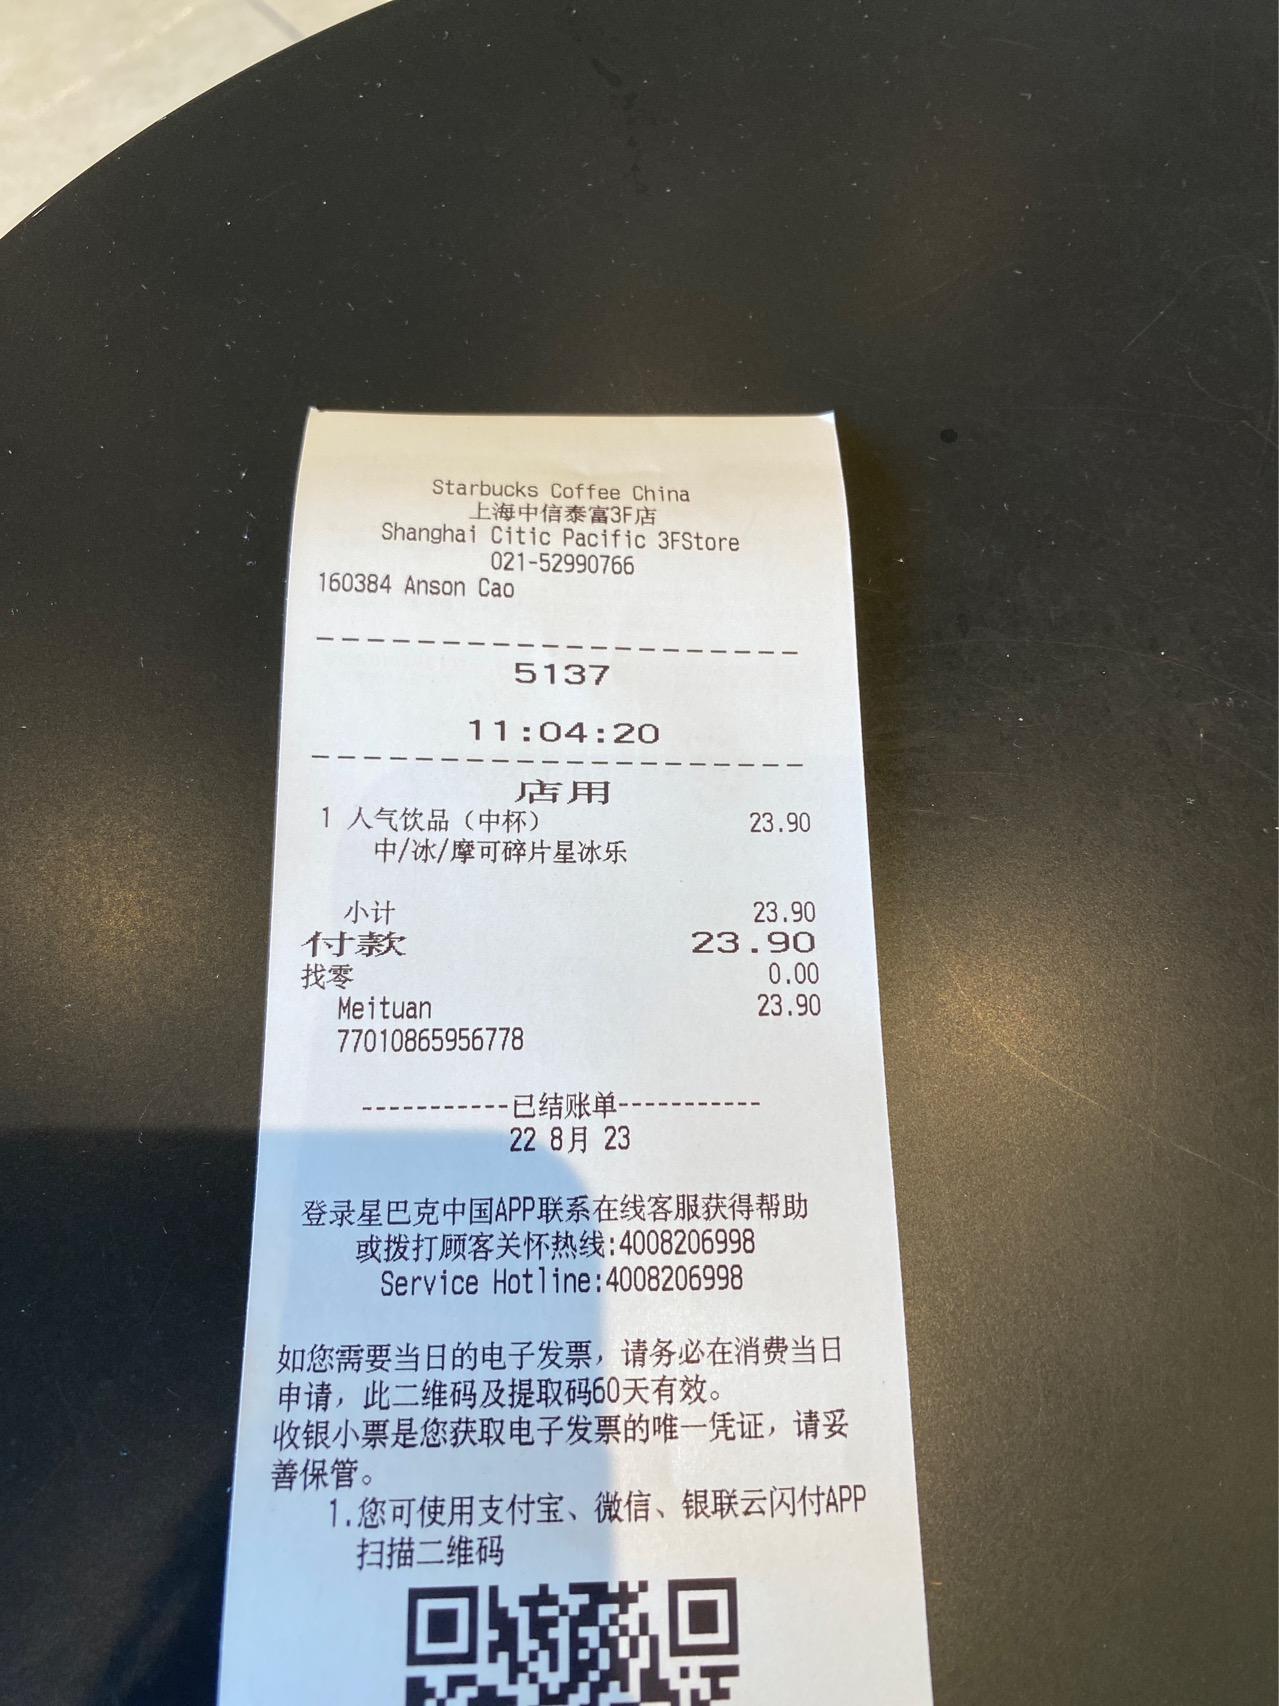 Starbucks Coffee China
上海中信泰富3F店
Shanghai Citic Pacific 3FStore
021-52990766
160384 Anson Cao
5137
11:04:20
店用
1 人气饮品（中杯） 23.90
中/冰/摩可碎片星冰乐
小计 23.90
付款 23.90
找零 0.00
Meituan 23.90
77010865956778
-----------已结账单-----------
22 8月 23
登录星巴克中国APP联系在线客服获得帮助
或拨打顾客关怀热线:4008206998
Service Hotline:4008206998
如您需要当日的电子发票，请务必在消费当日
申请，此二维码及提取码60天有效。
收银小票是您获取电子发票的唯一凭证，请妥
善保管。
1.您可使用支付宝、微信、银联云闪付APP
扫描二维码